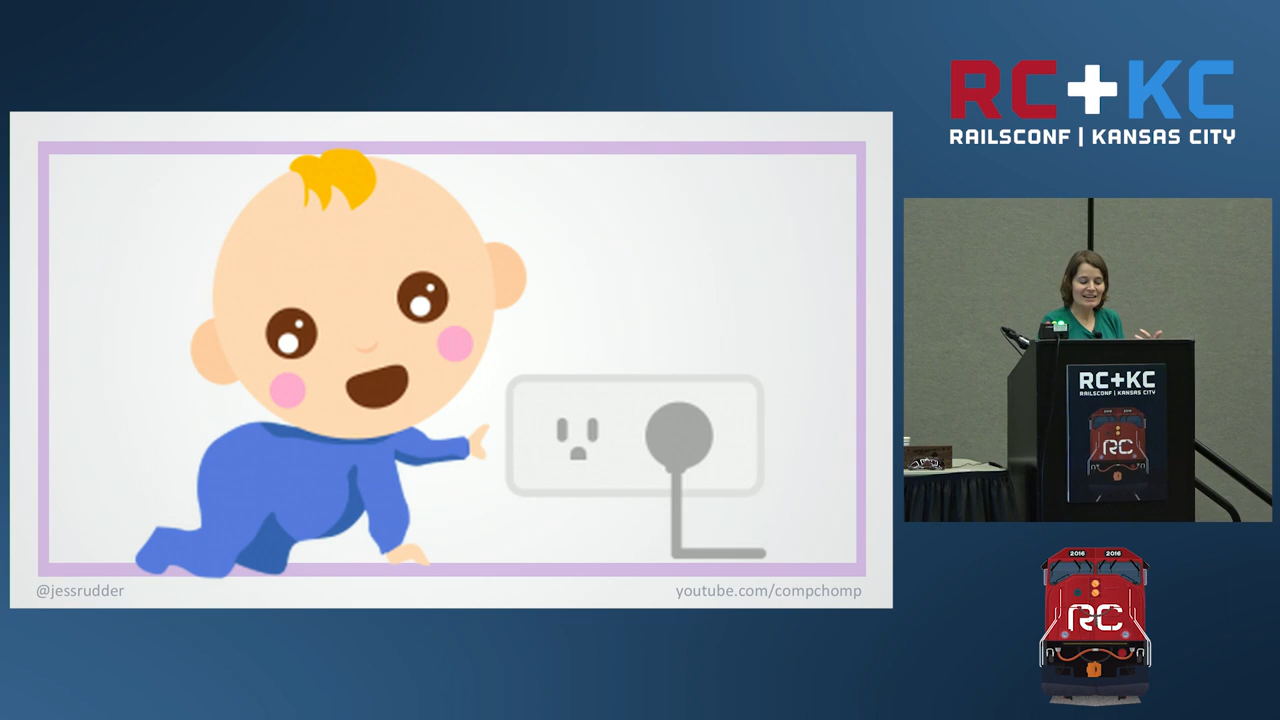 @jessrudder
youtube.com/compchomp
RC+KC
RAILSCONF | KANSAS CITY
RC+KC
RAILSCONF | KANSAS CITY
RC
2016 2016
RC